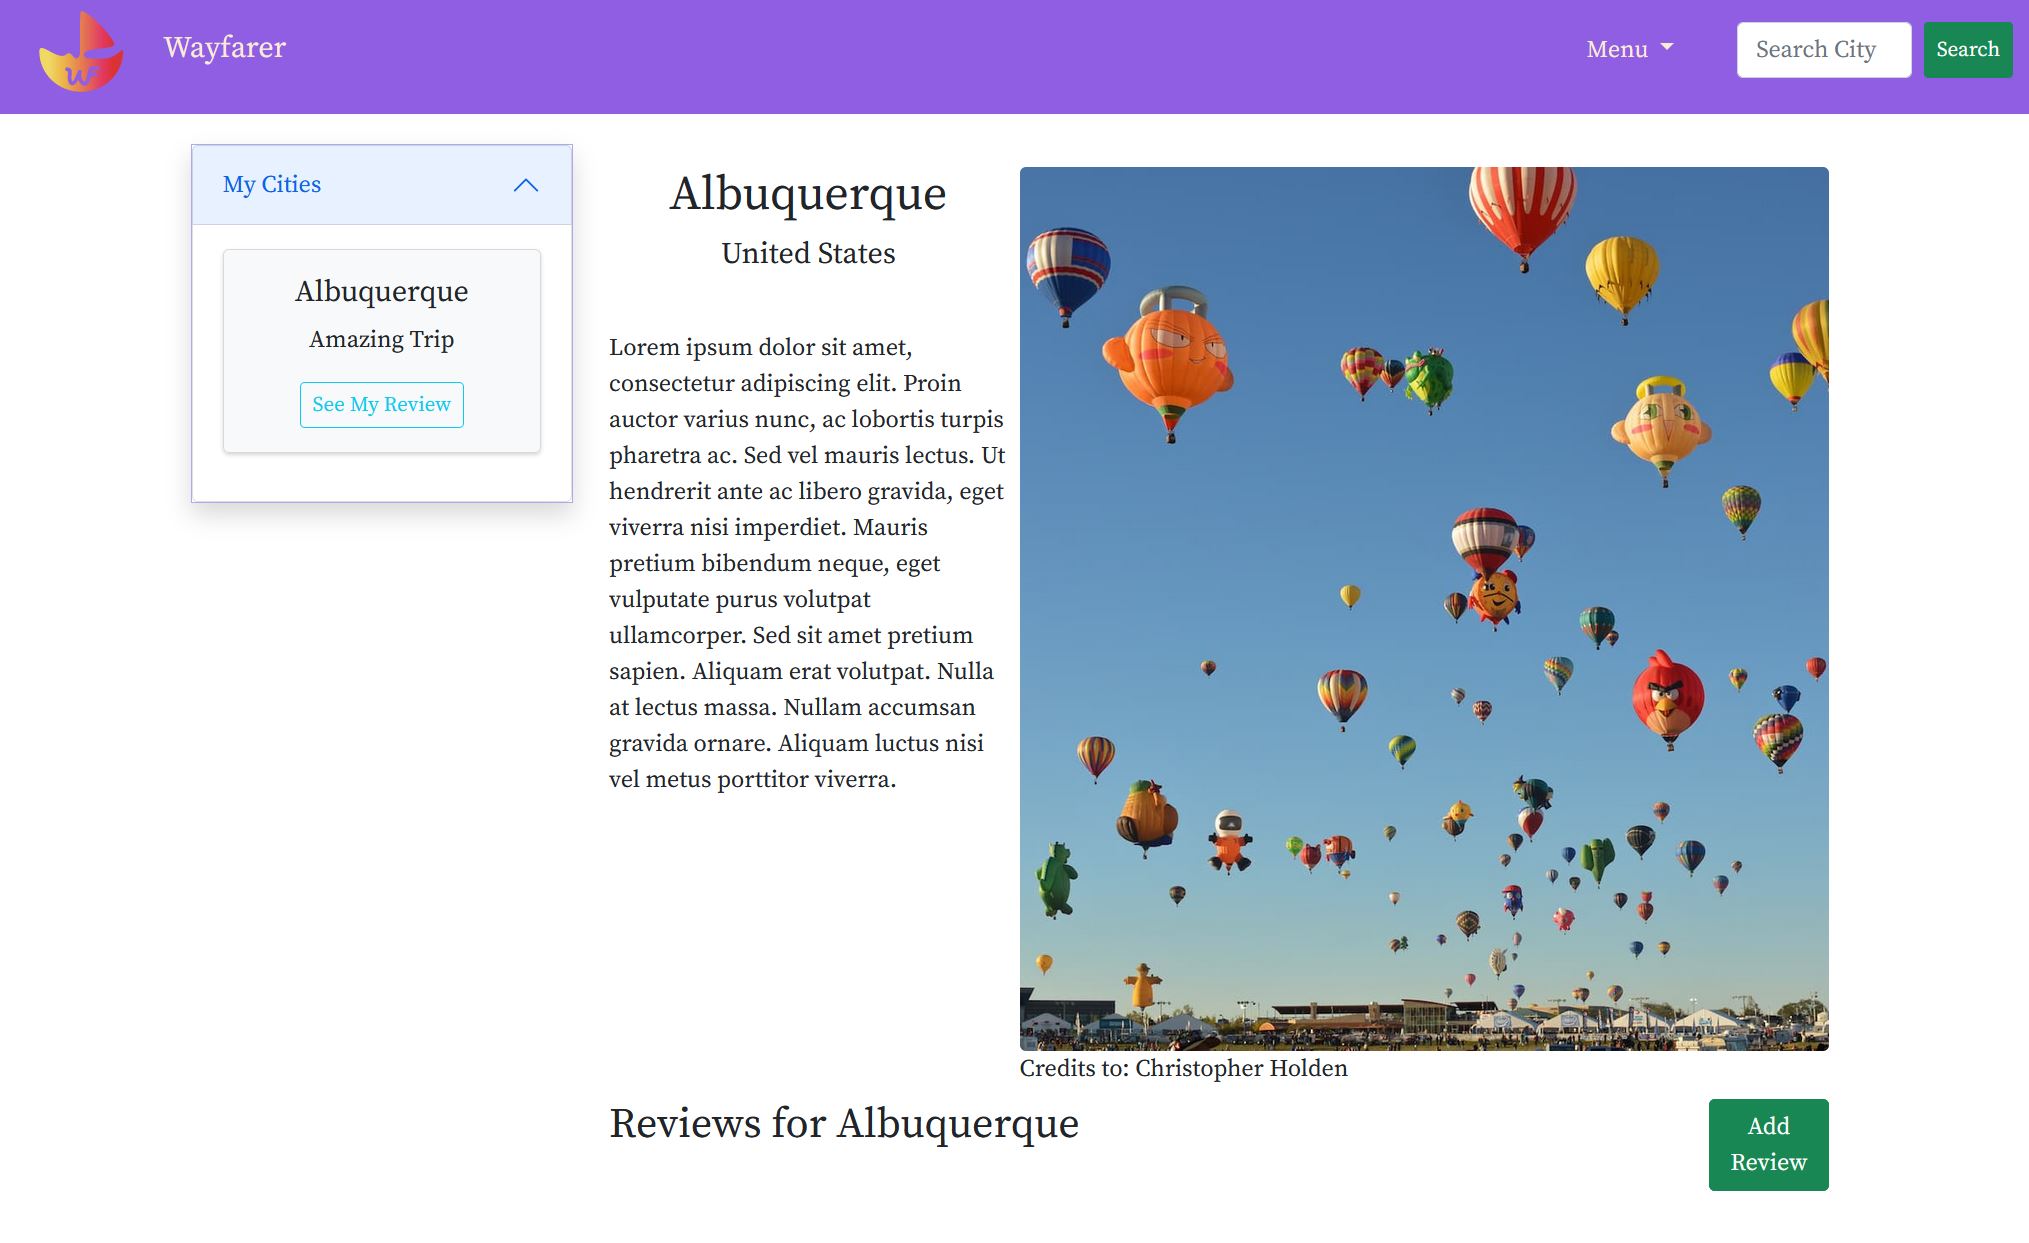 WF
Wayfarer
Menu
Search City
Search
My Cities
Albuquerque
Amazing Trip
See My Review
Albuquerque
United States
Lorem ipsum dolor sit amet,
consectetur adipiscing elit. Proin
auctor varius nunc, ac lobortis turpis
pharetra ac. Sed vel mauris lectus. Ut
hendrerit ante ac libero gravida, eget
viverra nisi imperdiet. Mauris
pretium bibendum neque, eget
vulputate purus volutpat
ullamcorper. Sed sit amet pretium
sapien. Aliquam erat volutpat. Nulla
at lectus massa. Nullam accumsan
gravida ornare. Aliquam luctus nisi
vel metus porttitor viverra.
Credits to: Christopher Holden
Reviews for Albuquerque
Add
Review